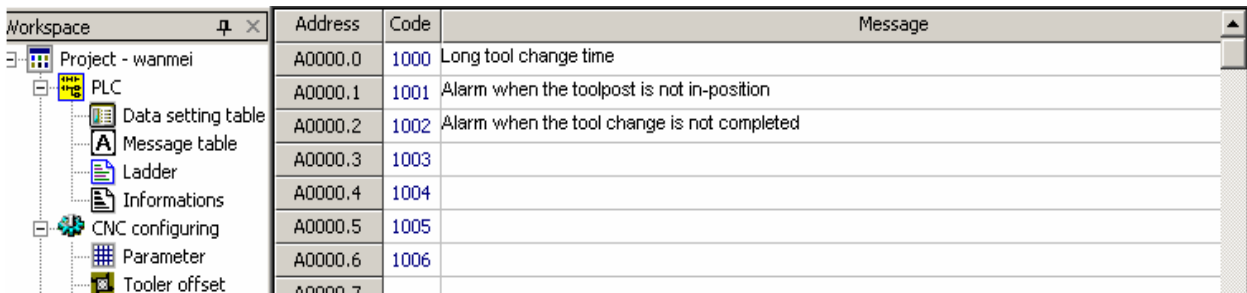 Workspace
Project - wanmei
PLC
Data setting table
Message table
A
Ladder
Informations
CNC configuring
Parameter
Tooler offset
Address Code Message
A0000.0 1000 Long tool change time
A0000.1 1001 Alarm when the toolpost is not in-position
A0000.2 1002 Alarm when the tool change is not completed
A0000.3 1003
A0000.4 1004
A0000.5 1005
A0000.6 1006
A0000.7